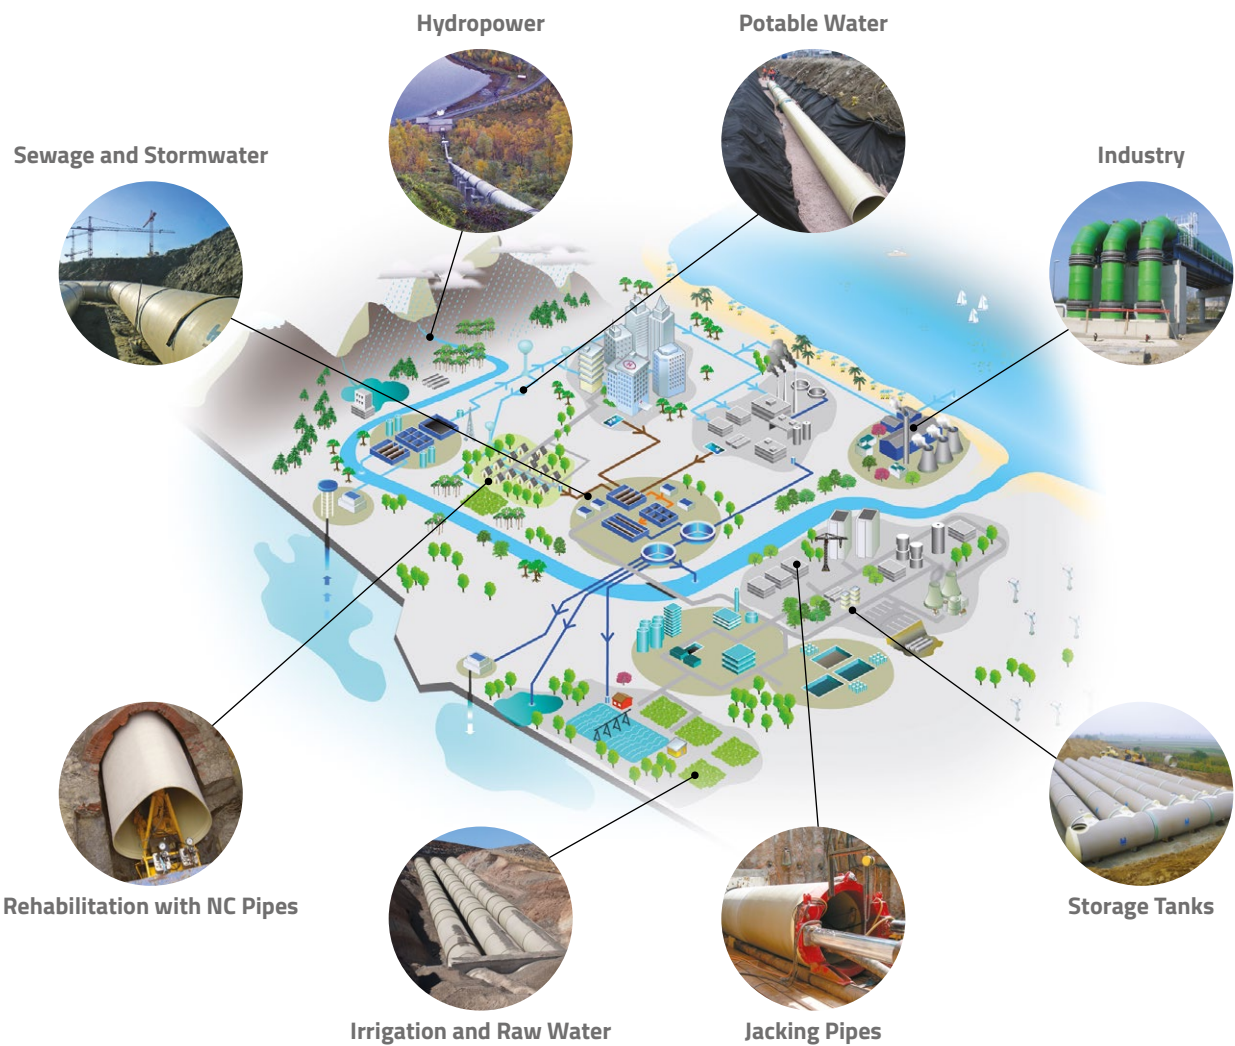 Hydropower
Potable Water
Sewage and Stormwater
Industry
Rehabilitation with NC Pipes
Storage Tanks
Irrigation and Raw Water
Jacking Pipes